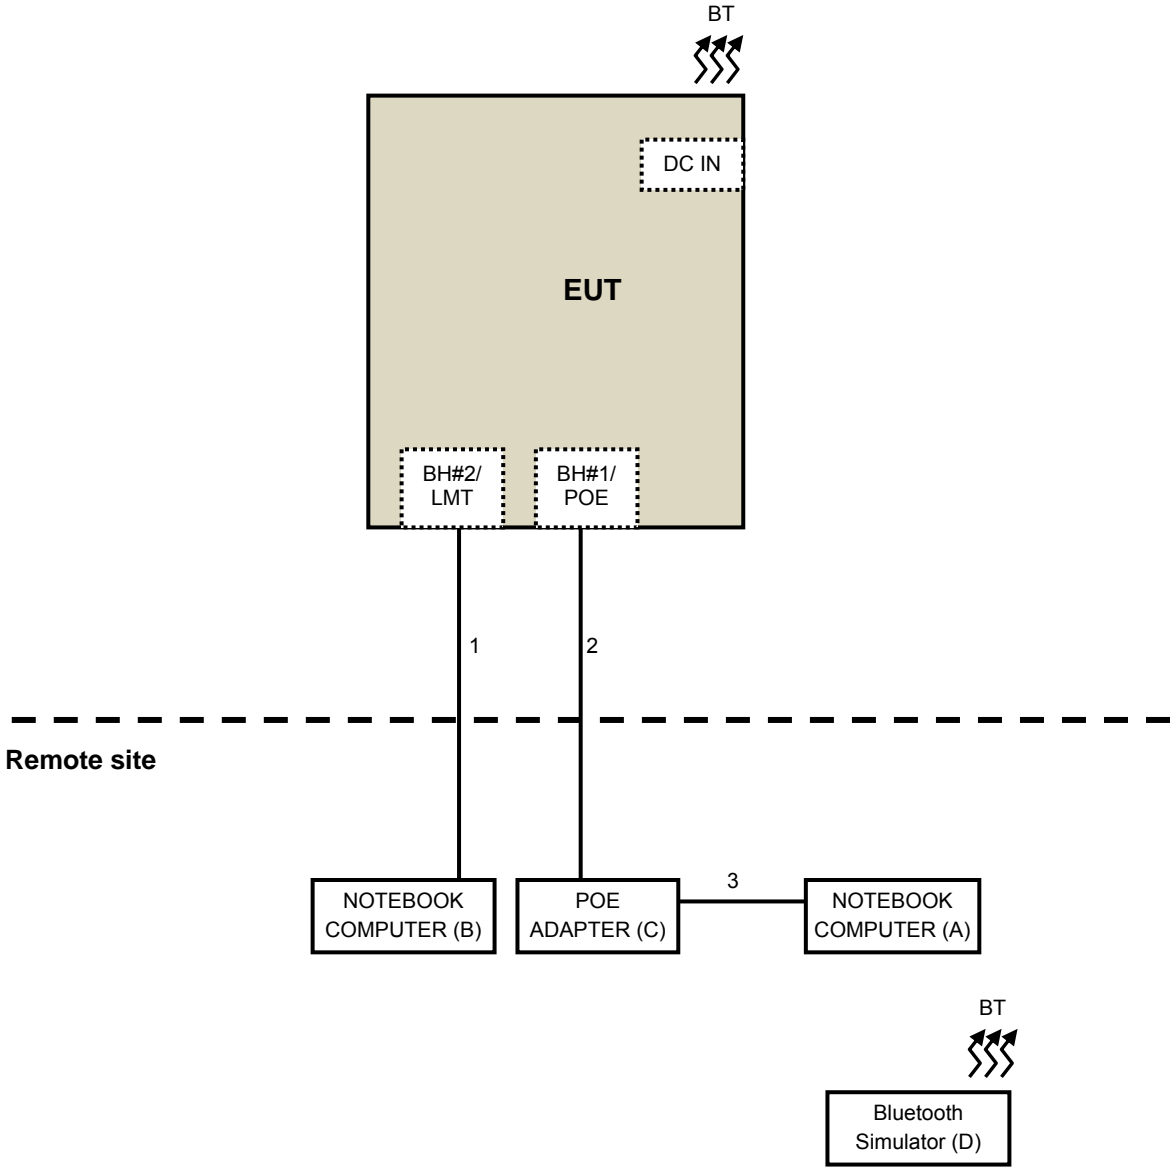 BT
DC IN
EUT
BH#2/
LMT
BH#1/
POE
1
2
Remote site
NOTEBOOK
COMPUTER (B)
POE
ADAPTER (C)
3
NOTEBOOK
COMPUTER (A)
BT
Bluetooth
Simulator (D)